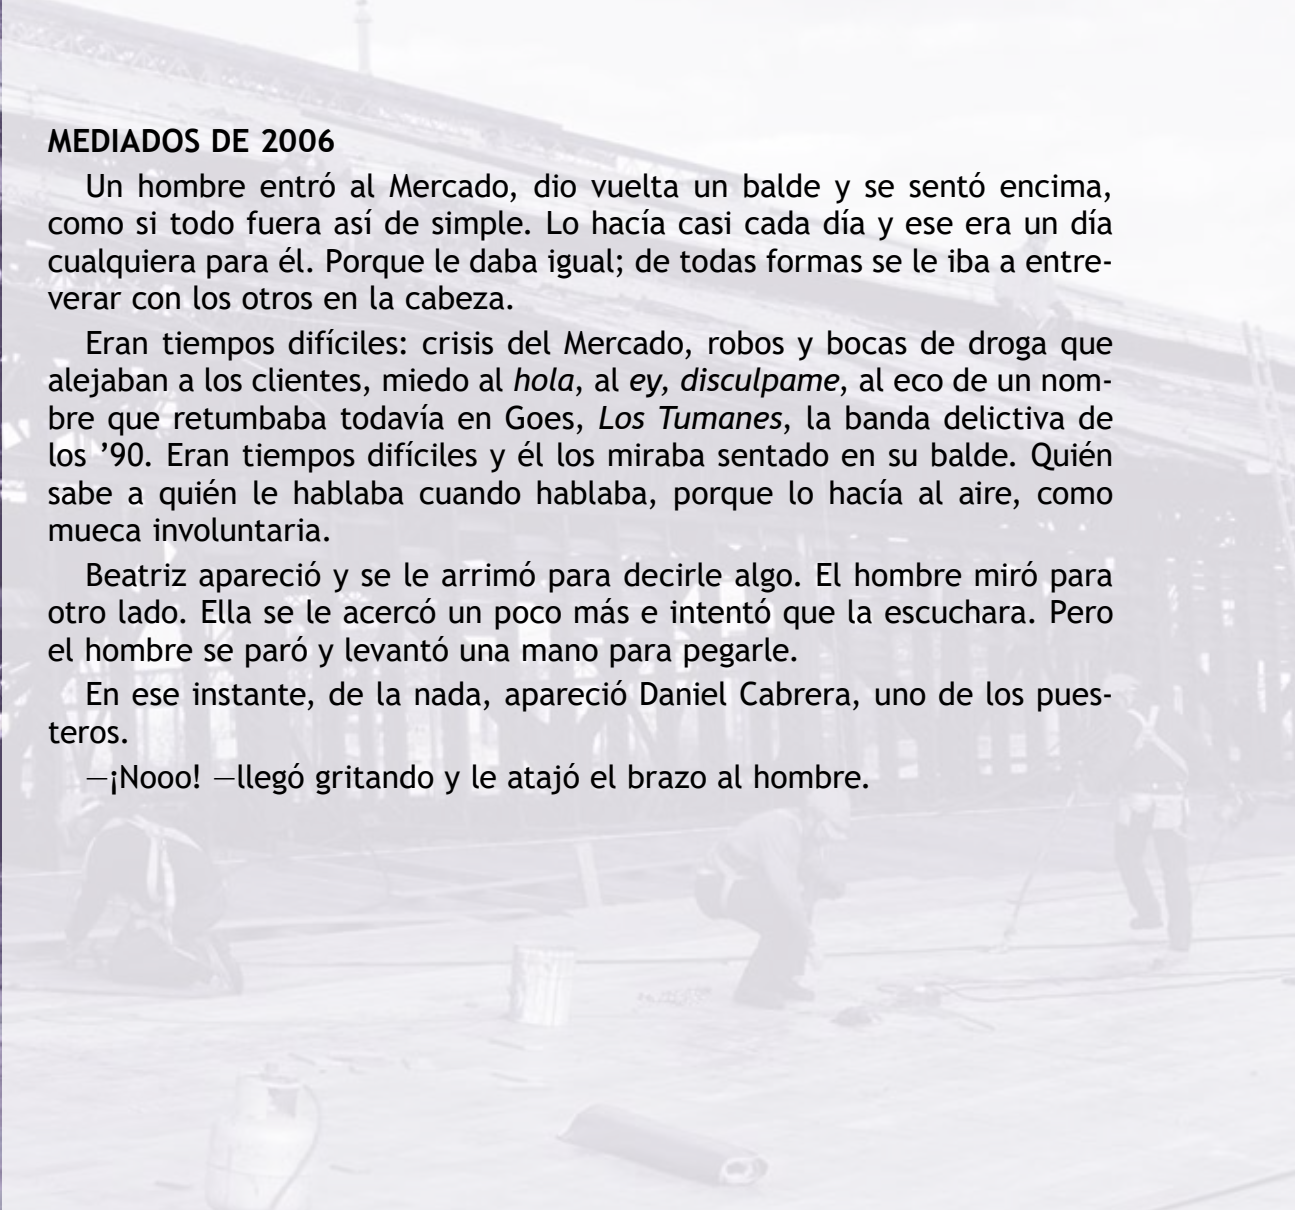 MEDIADOS DE 2006
Un hombre entró al Mercado, dio vuelta un balde y se sentó encima,
como si todo fuera así de simple. Lo hacía casi cada día y ese era un día
cualquiera para él. Porque le daba igual; de todas formas se le iba a entre-
verar con los otros en la cabeza.
Eran tiempos difíciles: crisis del Mercado, robos y bocas de droga que
alejaban a los clientes, miedo al hola, al ey, disculpame, al eco de un nom-
bre que retumbaba todavía en Goes, Los Tumanes, la banda delictiva de
los ’90. Eran tiempos difíciles y él los miraba sentado en su balde. Quién
sabe a quién le hablaba cuando hablaba, porque lo hacía al aire, como
mueca involuntaria.
Beatriz apareció y se le arrimó para decirle algo. El hombre miró para
otro lado. Ella se le acercó un poco más e intentó que la escuchara. Pero
el hombre se paró y levantó una mano para pegarle.
En ese instante, de la nada, apareció Daniel Cabrera, uno de los pues-
teros.
—¡Nooo! —llegó gritando y le atajó el brazo al hombre.